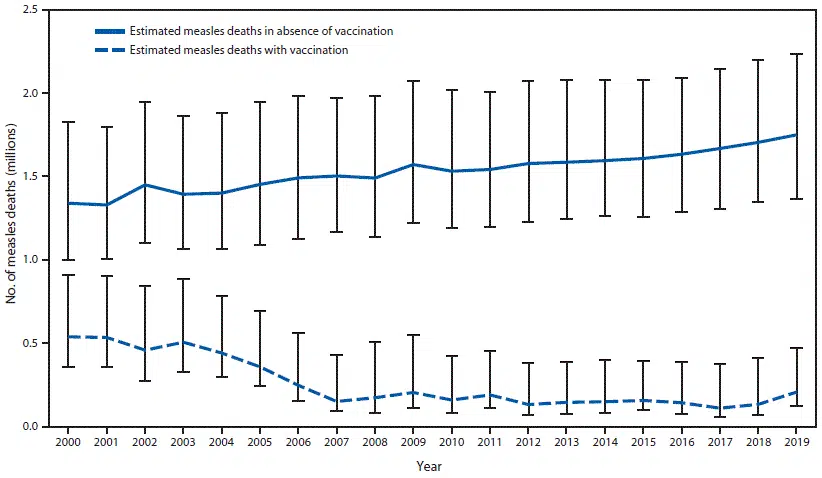 2.5
Estimated measles deaths in absence of vaccination
Estimated measles deaths with vaccination
2.0
1.5
1.0
0.5
0.0
No. of measles deaths (millions)
2000 2001 2002 2003 2004 2005 2006 2007 2008 2009 2010 2011 2012 2013 2014 2015 2016 2017 2018 2019
Year